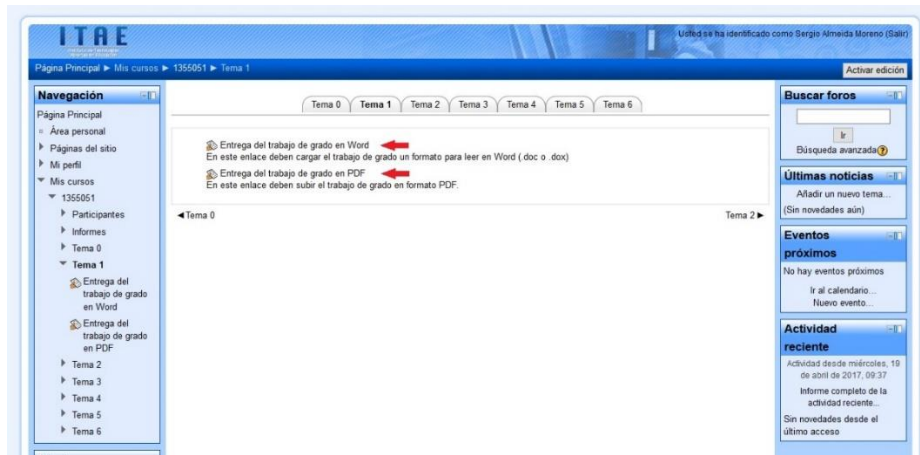 ITAE
Usted se ha identificado como Sergio Almeida Moreno (Salir)
Página Principal ► Mis cursos ► 1355051 ► Tema 1
Activar edición
Navegación
Página Principal
Área personal
Páginas del sitio
Mi perfil
Mis cursos
1355051
Participantes
Informes
Tema 0
Tema 1
Entrega del
trabajo de grado
en Word
Entrega del
trabajo de grado
en PDF
Tema 2
Tema 3
Tema 4
Tema 5
Tema 6
Tema 0 Tema 1 Tema 2 Tema 3 Tema 4 Tema 5 Tema 6
Entrega del trabajo de grado en Word
En este enlace deben cargar el trabajo de grado un formato para leer en Word (.doc o .dox)
Entrega del trabajo de grado en PDF
En este enlace deben subir el trabajo de grado en formato PDF.
◄Tema 0
Tema 2►
Buscar foros
Ir
Búsqueda avanzada
Últimas noticias
Añadir un nuevo tema...
(Sin novedades aún)
Eventos
próximos
No hay eventos próximos
Ir al calendario...
Nuevo evento...
Actividad
reciente
Actividad desde miércoles, 19
de abril de 2017, 09:37
Informe completo de la
actividad reciente...
Sin novedades desde el
último acceso